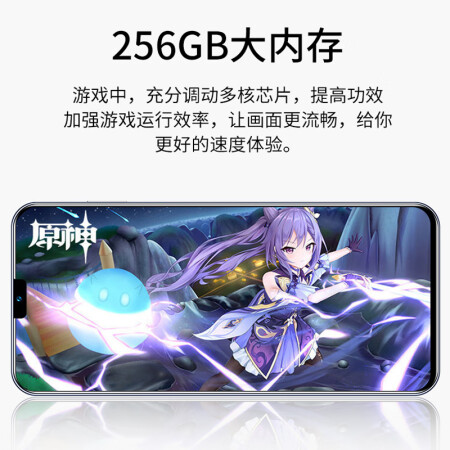 256GB大内存
游戏中，充分调动多核芯片，提高功效
加强游戏运行效率，让画面更流畅，给你
更好的速度体验。
原神